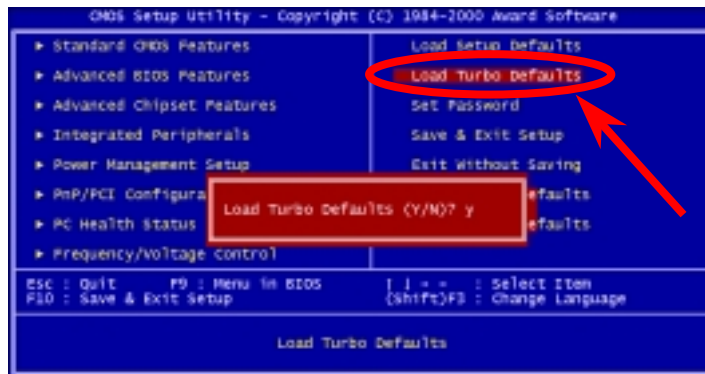 CMOS Setup Utility - Copyright (C) 1984-2000 Award Software
▶ Standard CMOS Features
▶ Advanced BIOS Features
▶ Advanced Chipset Features
▶ Integrated Peripherals
▶ Power Management Setup
▶ PnP/PCI Configura
▶ PC Health Status
▶ Frequency/Voltage Control
Load Setup Defaults
Load Turbo Defaults
Set Password
Save & Exit Setup
Exit Without Saving
efaults
efaults
Load Turbo Defaults (Y/N)? y
Esc : Quit F9 : Menu in BIOS : Select Item
F10 : Save & Exit Setup (Shift)F3 : Change Language
Load Turbo Defaults